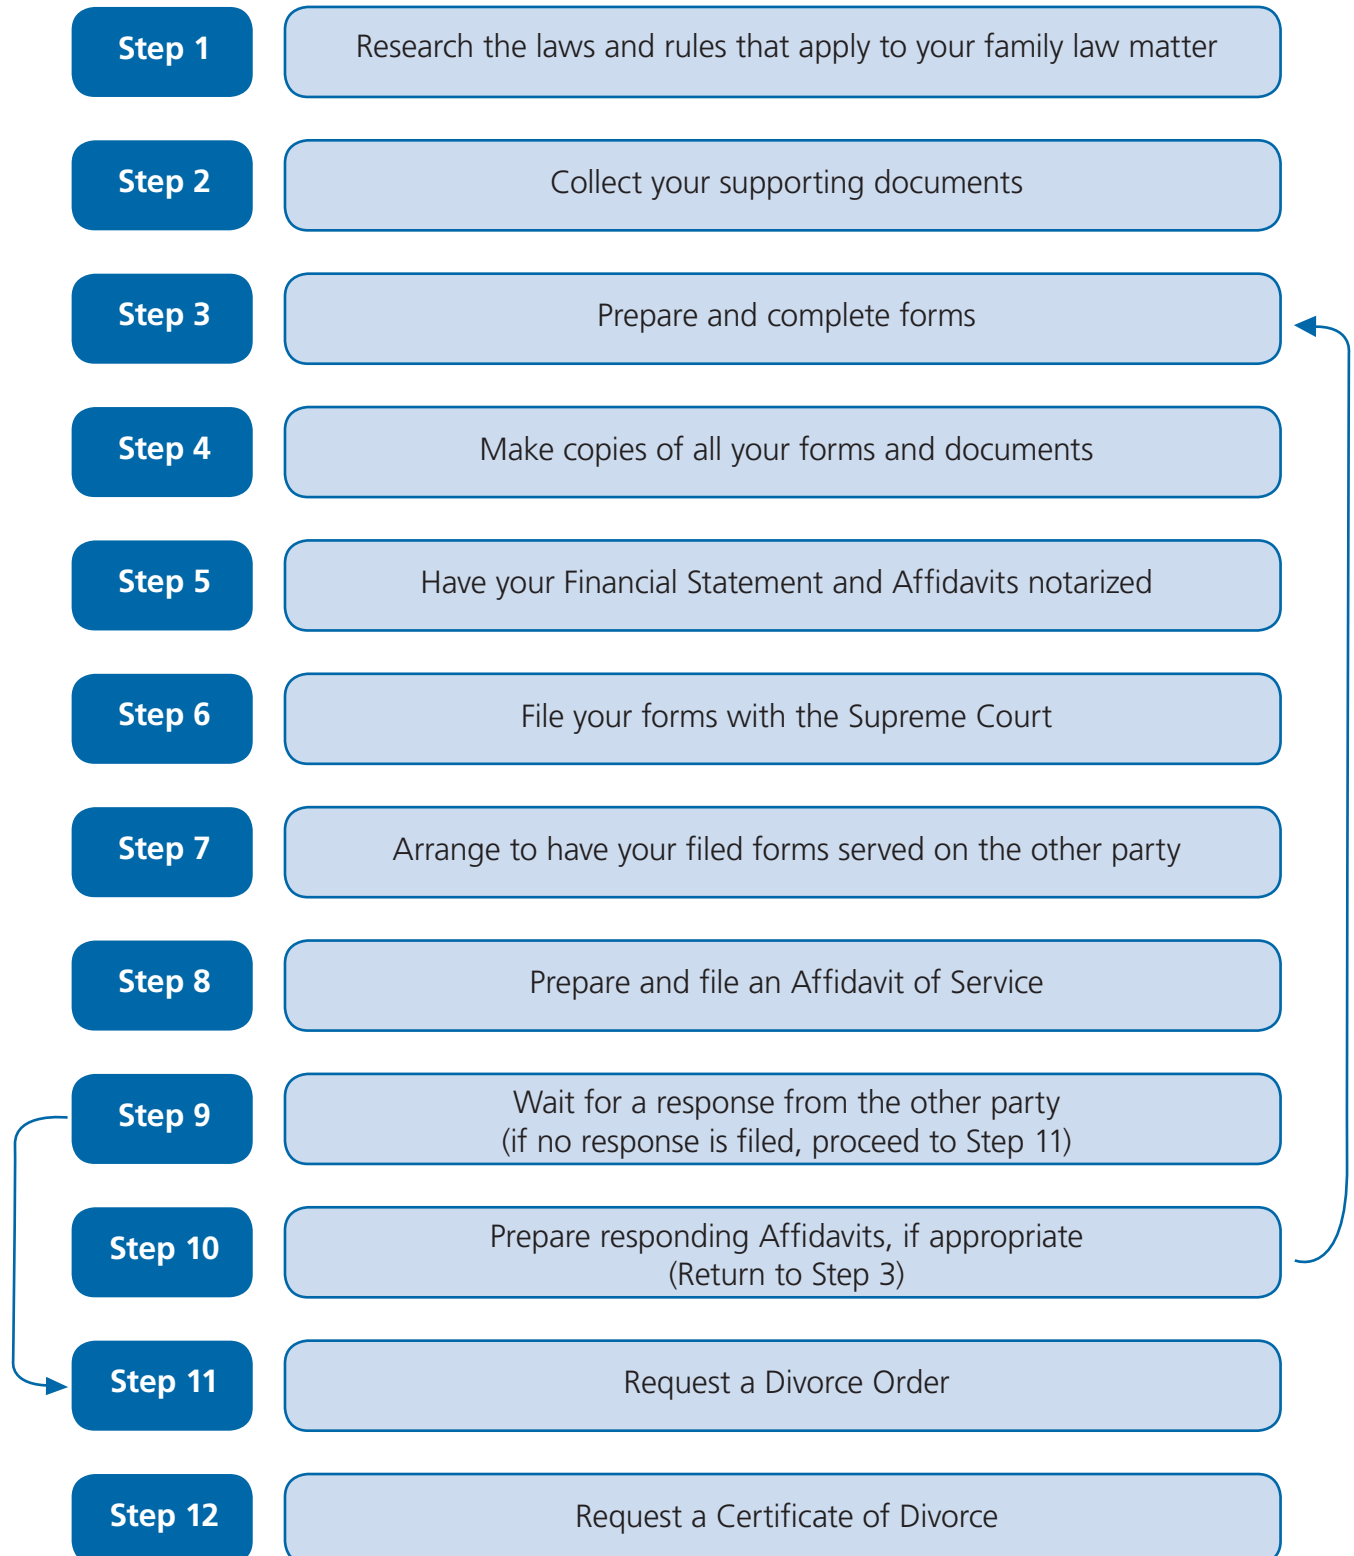 Step 1
Research the laws and rules that apply to your family law matter
Step 2
Collect your supporting documents
Step 3
Prepare and complete forms
Step 4
Make copies of all your forms and documents
Step 5
Have your Financial Statement and Affidavits notarized
Step 6
File your forms with the Supreme Court
Step 7
Arrange to have your filed forms served on the other party
Step 8
Prepare and file an Affidavit of Service
Step 9
Wait for a response from the other party
(if no response is filed, proceed to Step 11)
Step 10
Prepare responding Affidavits, if appropriate
(Return to Step 3)
Step 11
Request a Divorce Order
Step 12
Request a Certificate of Divorce